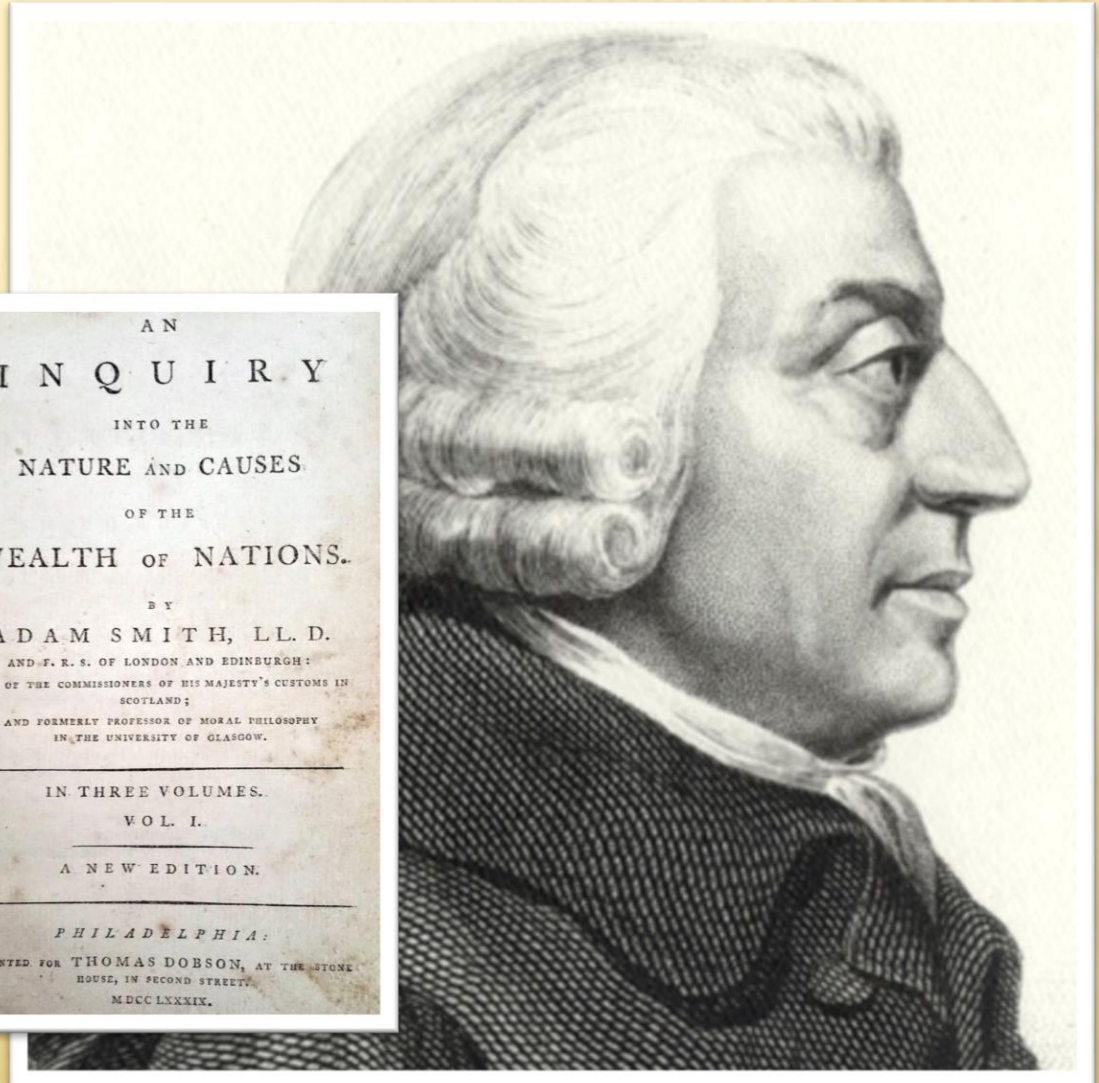 AN
INQUIRY
INTO THE
NATURE AND CAUSES
OF THE
EALTH OF NATIONS.
BY
ADAM SMITH, LL. D.
AND F. R. S. OF LONDON AND EDINBURGH:
OF THE COMMISSIONERS OF HIS MAJESTY'S CUSTOMS IN
SCOTLAND;
AND FORMERLY PROFESSOR OF MORAL PHILOSOPHY
IN THE UNIVERSITY OF GLASGOW.
IN THREE VOLUMES.
VOL. I.
A NEW EDITION.
PHILADELPHIA:
NTED FOR THOMAS DOBSON, AT THE STONE
HOUSE, IN SECOND STREET.
M DCC LXXXIX.